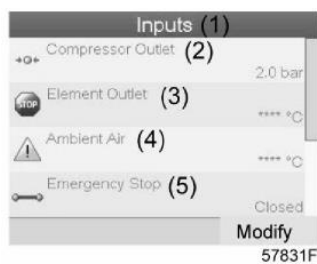 Inputs (1)
Compressor Outlet (2)
2.0 bar
STOP
Element Outlet (3)
**** °C
Ambient Air (4)
**** °C
Emergency Stop (5)
Closed
Modify
57831F